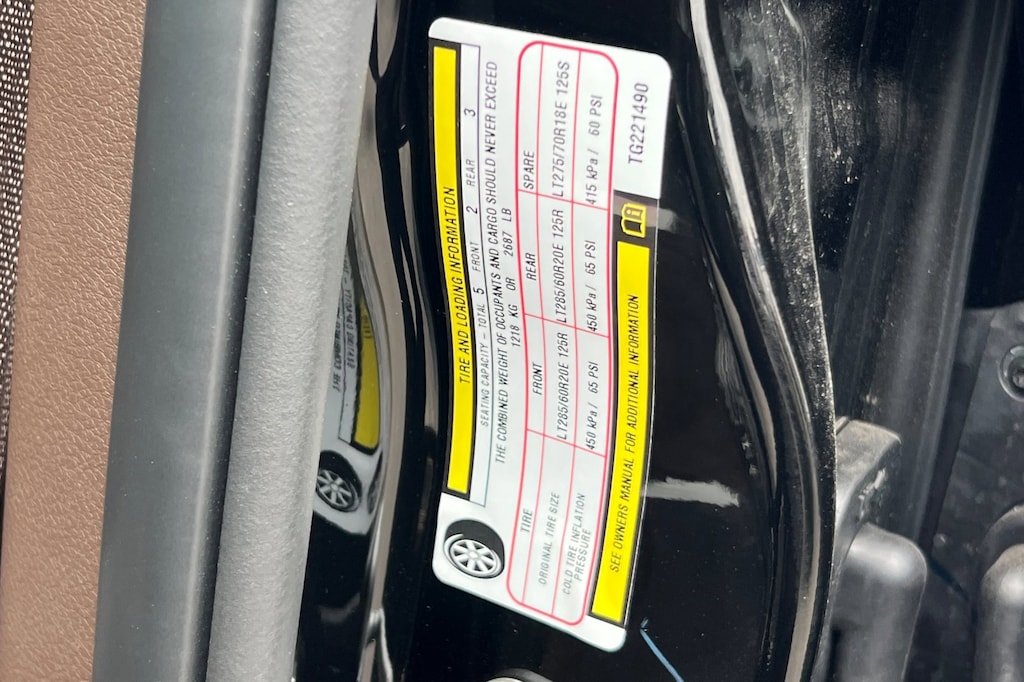 TIRE AND LOADING INFORMATION
SEATING CAPACITY - TOTAL 5 FRONT 2 REAR 3
THE COMBINED WEIGHT OF OCCUPANTS AND CARGO SHOULD NEVER EXCEED
1218 KG OR 2687 LB
TIRE FRONT REAR SPARE
ORIGINAL TIRE SIZE LT285/60R20E 125R LT285/60R20E 125R LT275/70R18E 125S
COLD TIRE INFLATION
PRESSURE 450 kPa / 65 PSI 450 kPa / 65 PSI 415 kPa / 60 PSI
SEE OWNERS MANUAL FOR ADDITIONAL INFORMATION
TG221490